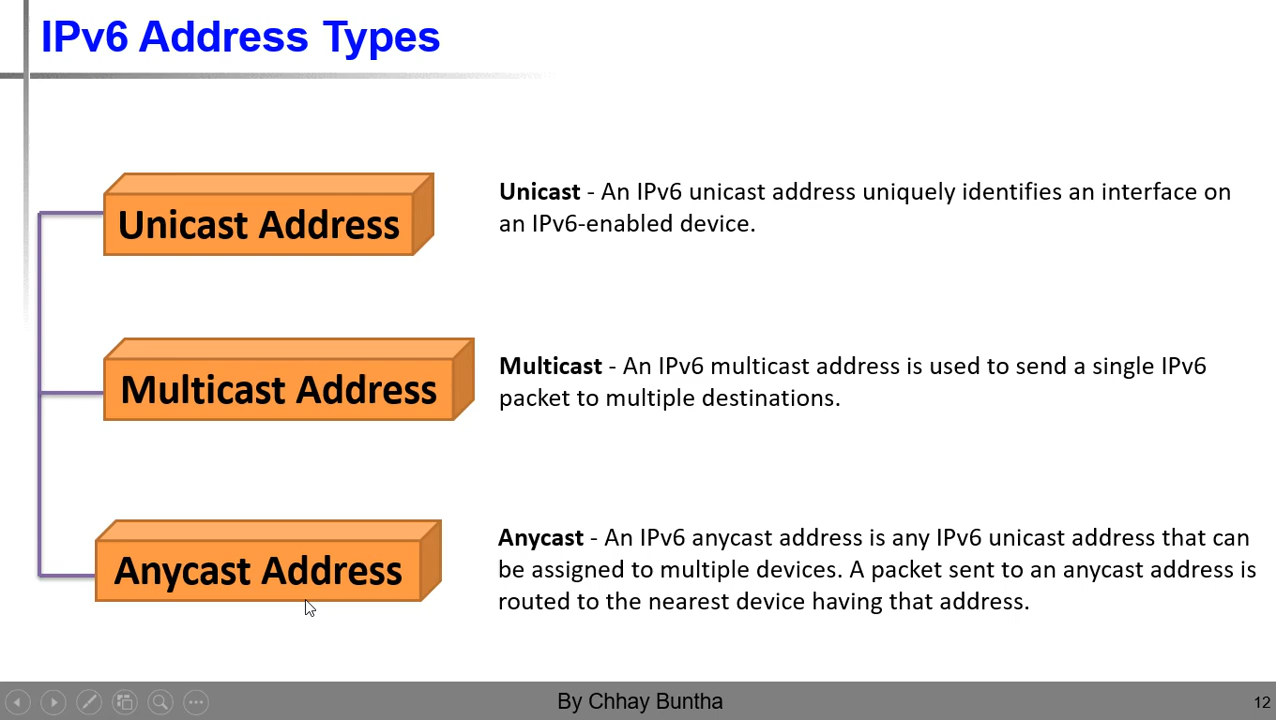 IPv6 Address Types
Unicast Address
Unicast - An IPv6 unicast address uniquely identifies an interface on
an IPv6-enabled device.
Multicast Address
Multicast - An IPv6 multicast address is used to send a single IPv6
packet to multiple destinations.
Anycast Address
Anycast - An IPv6 anycast address is any IPv6 unicast address that can
be assigned to multiple devices. A packet sent to an anycast address is
routed to the nearest device having that address.
By Chhay Buntha
12